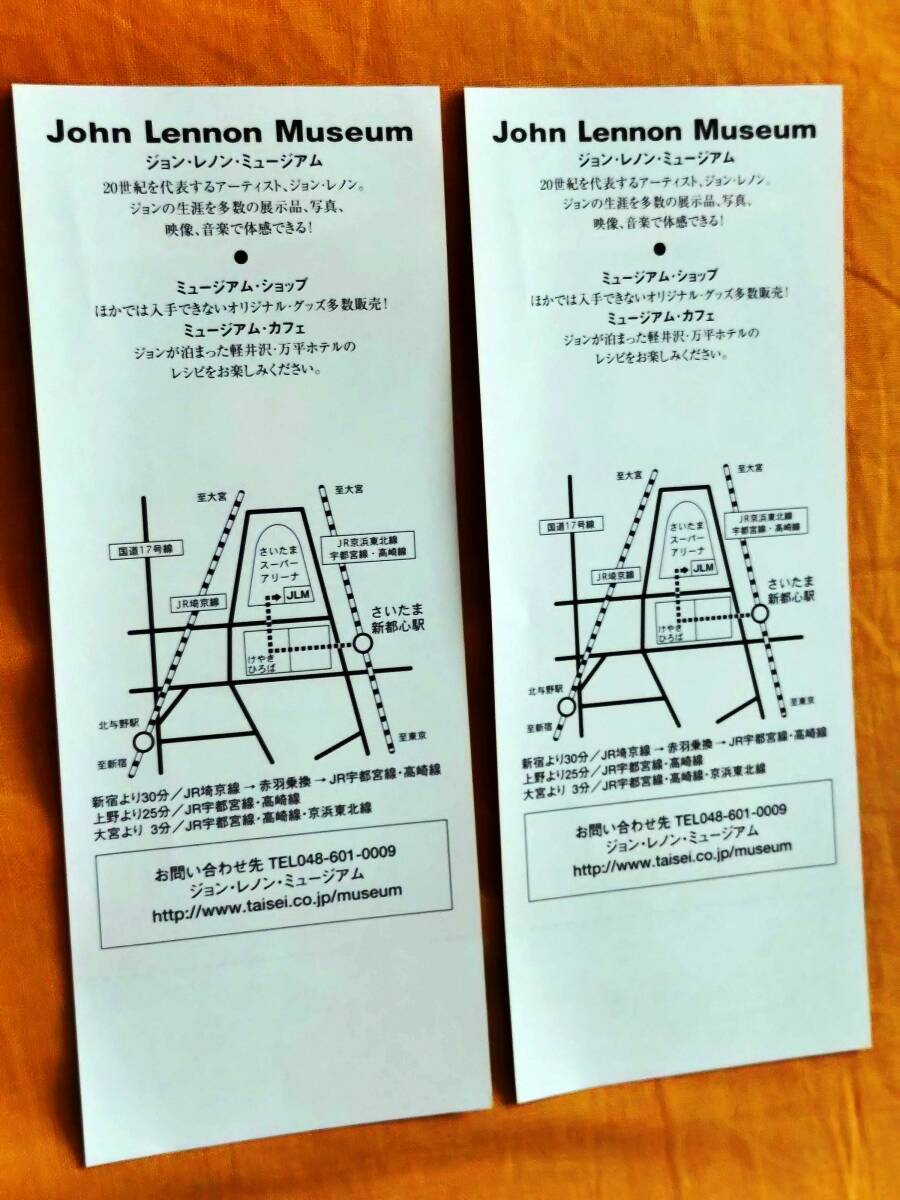 John Lennon Museum
ジョン・レノン・ミュージアム
20世紀を代表するアーティスト、ジョン・レノン。
ジョンの生涯を多数の展示品、写真、
映像、音楽で体感できる!
●
ミュージアム・ショップ
ほかでは入手できないオリジナル・グッズ多数販売!
ミュージアム・カフェ
ジョンが泊まった軽井沢・万平ホテルの
レシピをお楽しみください。
至大宮
至大宮
国道17号線
さいたま
スーパー
アリーナ
JR京浜東北線
宇都宮線・高崎線
JR埼京線
JLM
さいたま
新都心駅
けやき
ひろば
北与野駅
至新宿
至東京
新宿より30分/JR埼京線→赤羽乗換→JR宇都宮線・高崎線
上野より25分/JR宇都宮線・高崎線
大宮より 3分/JR宇都宮線・高崎線・京浜東北線
お問い合わせ先 TEL048-601-0009
ジョン・レノン・ミュージアム
http://www.taisei.co.jp/museum
John Lennon Museum
ジョン・レノン・ミュージアム
20世紀を代表するアーティスト、ジョン・レノン。
ジョンの生涯を多数の展示品、写真、
映像、音楽で体感できる!
●
ミュージアム・ショップ
ほかでは入手できないオリジナル・グッズ多数販売!
ミュージアム・カフェ
ジョンが泊まった軽井沢・万平ホテルの
レシピをお楽しみください。
至大宮
至大宮
国道17号線
さいたま
スーパー
アリーナ
JR京浜東北線
宇都宮線・高崎線
JR埼京線
JLM
さいたま
新都心駅
けやき
ひろば
北与野駅
至新宿
至東京
新宿より30分/JR埼京線→赤羽乗換→JR宇都宮線・高崎線
上野より25分/JR宇都宮線・高崎線
大宮より 3分/JR宇都宮線・高崎線・京浜東北線
お問い合わせ先 TEL048-601-0009
ジョン・レノン・ミュージアム
http://www.taisei.co.jp/museum